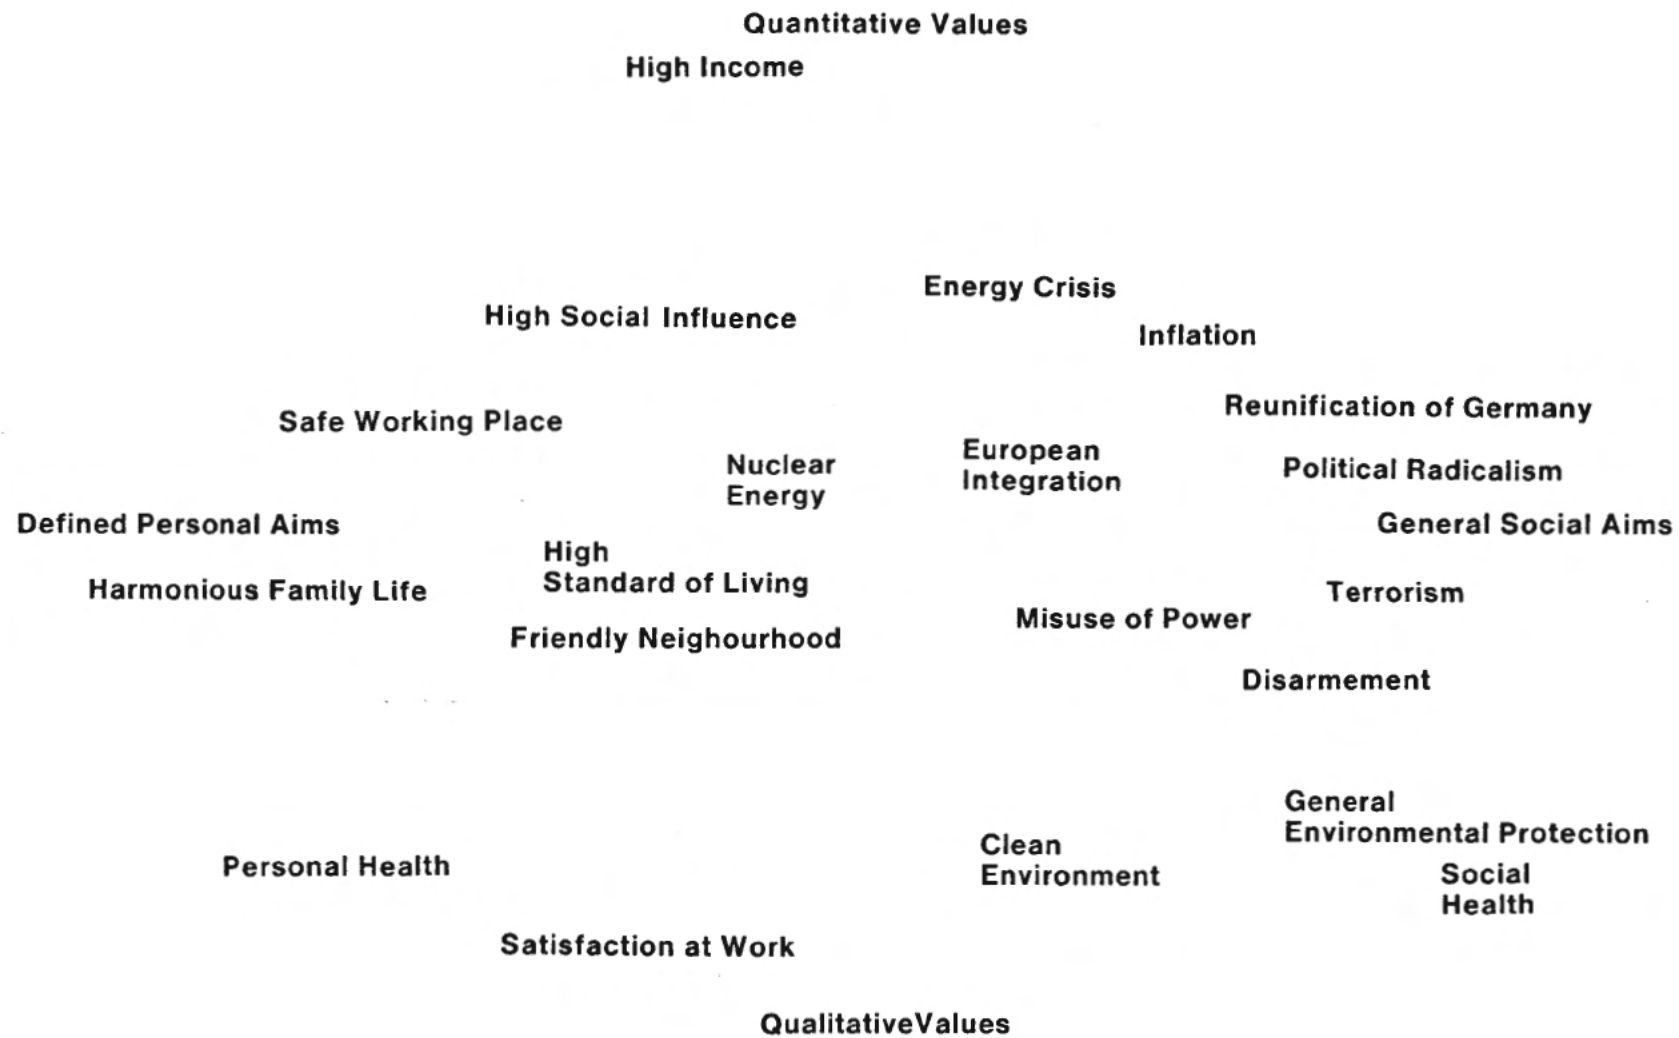 Quantitative Values
High Income
Energy Crisis
High Social Influence
Inflation
Reunification of Germany
Safe Working Place
European
Integration
Nuclear
Energy
Political Radicalism
Defined Personal Aims
General Social Aims
High
Standard of Living
Harmonious Family Life
Terrorism
Misuse of Power
Friendly Neighourhood
Disarmement
General
Environmental Protection
Clean
Environment
Personal Health
Social
Health
Satisfaction at Work
QualitativeValues